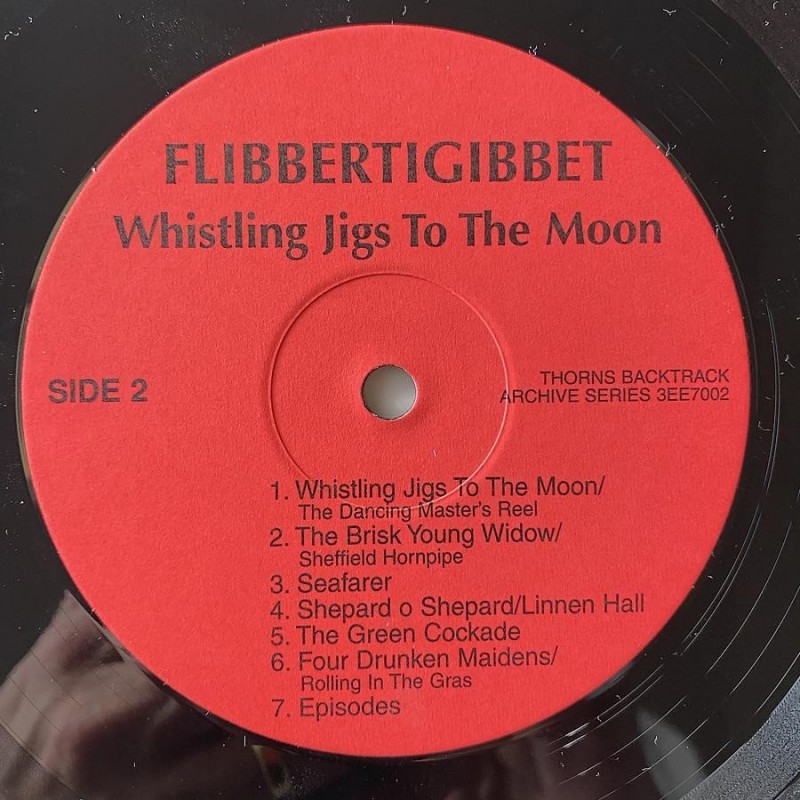 FLIBBERTIGIBBET
Whistling Jigs To The Moon
SIDE 2
THORNS BACKTRACK
ARCHIVE SERIES 3EE7002
1. Whistling Jigs To The Moon/
The Dancing Master's Reel
2. The Brisk Young Widow/
Sheffield Hornpipe
3. Seafarer
4. Shepard o Shepard/Linnen Hall
5. The Green Cockade
6. Four Drunken Maidens/
Rolling In The Gras
7. Episodes